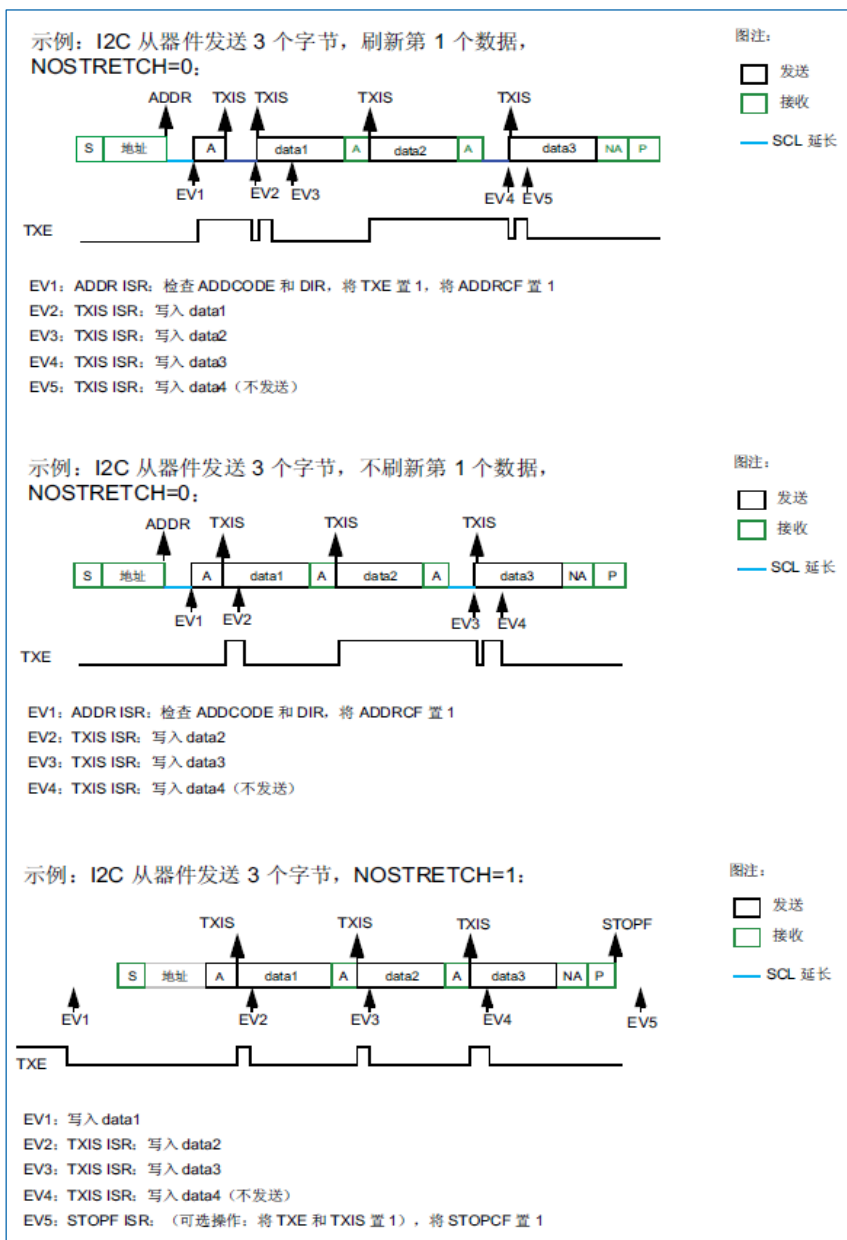 示例：I2C 从器件发送 3 个字节，刷新第 1 个数据，
NOSTRETCH=0：
图注：
发送
接收
SCL 延长
ADDR TXIS TXIS TXIS TXIS
S 地址 A data1 A data2 A data3 NA P
EV1 EV2 EV3 EV4 EV5
TXE
EV1：ADDR ISR：检查 ADDCODE 和 DIR，将 TXE 置 1，将 ADDRCF 置 1
EV2：TXIS ISR：写入 data1
EV3：TXIS ISR：写入 data2
EV4：TXIS ISR：写入 data3
EV5：TXIS ISR：写入 data4（不发送）
示例：I2C 从器件发送 3 个字节，不刷新第 1 个数据，
NOSTRETCH=0：
图注：
发送
接收
SCL 延长
ADDR TXIS TXIS TXIS
S 地址 A data1 A data2 A data3 NA P
EV1 EV2 EV3 EV4
TXE
EV1：ADDR ISR：检查 ADDCODE 和 DIR，将 ADDRCF 置 1
EV2：TXIS ISR：写入 data2
EV3：TXIS ISR：写入 data3
EV4：TXIS ISR：写入 data4（不发送）
示例：I2C 从器件发送 3 个字节，NOSTRETCH=1：
图注：
发送
接收
SCL 延长
TXIS TXIS TXIS STOPF
S 地址 A data1 A data2 A data3 NA P
EV1 EV2 EV3 EV4 EV5
TXE
EV1：写入 data1
EV2：TXIS ISR：写入 data2
EV3：TXIS ISR：写入 data3
EV4：TXIS ISR：写入 data4（不发送）
EV5：STOPF ISR：（可选操作：将 TXE 和 TXIS 置 1），将 STOPCF 置 1